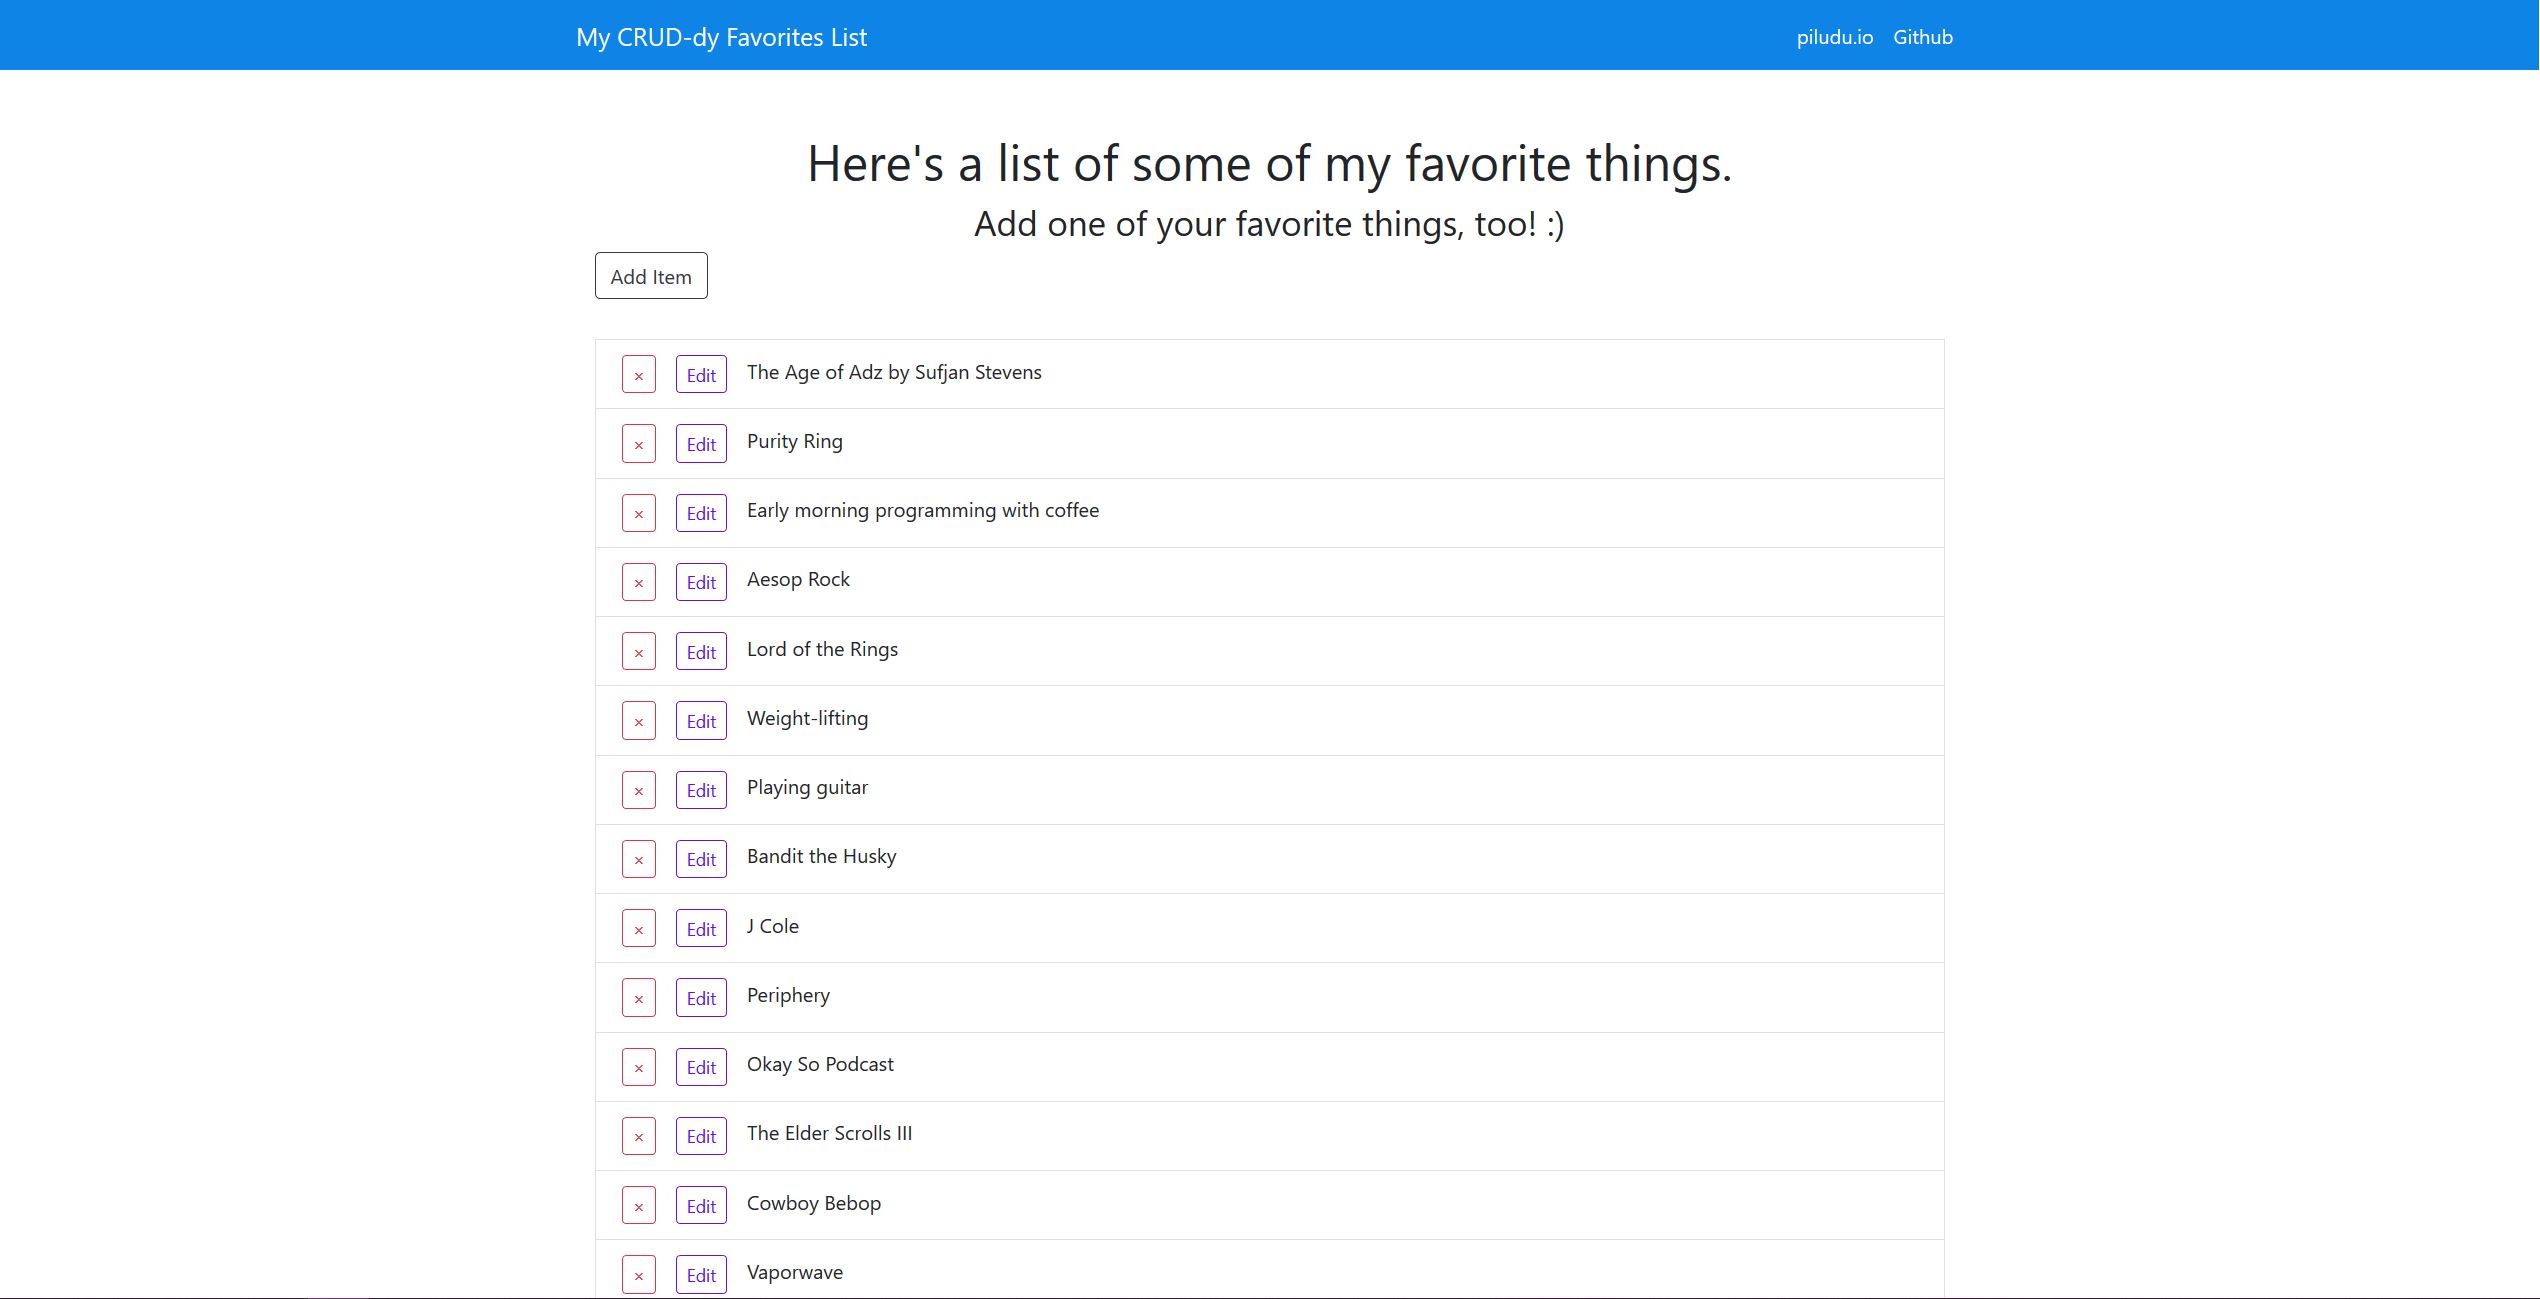 My CRUD-dy Favorites List piludu.io Github
Here's a list of some of my favorite things.
Add one of your favorite things, too! :)
Add Item
× Edit The Age of Adz by Sufjan Stevens
× Edit Purity Ring
× Edit Early morning programming with coffee
× Edit Aesop Rock
× Edit Lord of the Rings
× Edit Weight-lifting
× Edit Playing guitar
× Edit Bandit the Husky
× Edit J Cole
× Edit Periphery
× Edit Okay So Podcast
× Edit The Elder Scrolls III
× Edit Cowboy Bebop
× Edit Vaporwave